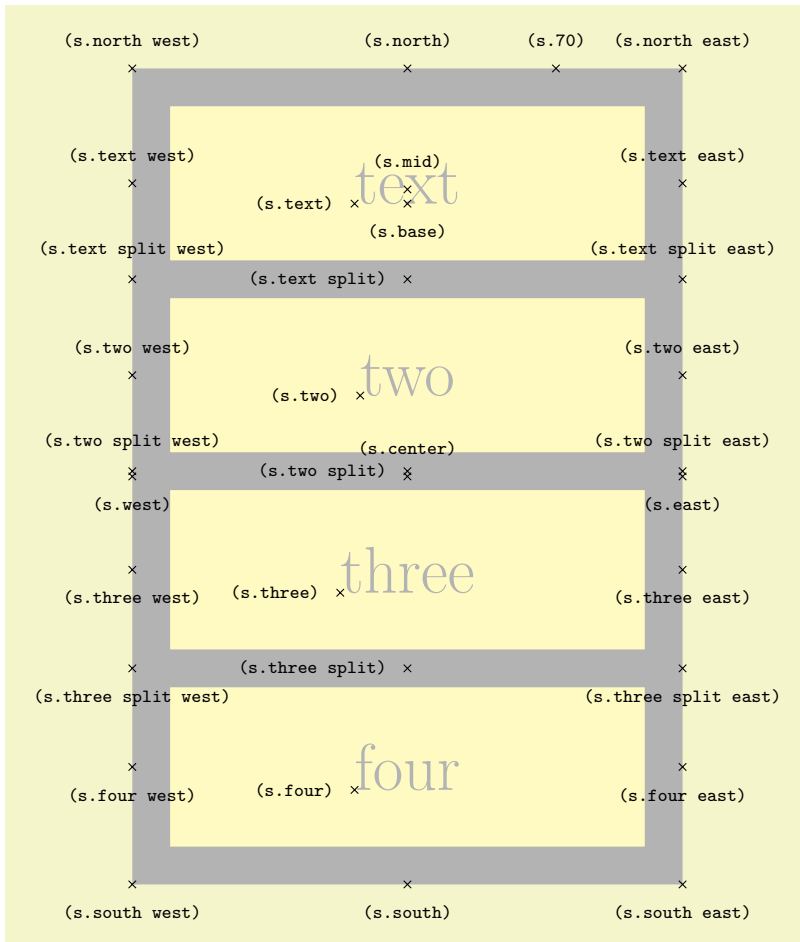 (s.north west) (s.north) (s.70) (s.north east)
(s.text west) (s.mid) (s.text east)
text
(s.text)
(s.base)
(s.text split west) (s.text split) (s.text split east)
(s.two west) two (s.two east)
(s.two)
(s.two split west) (s.center) (s.two split east)
(s.two split)
(s.west) (s.east)
three
(s.three)
(s.three west) (s.three east)
(s.three split)
(s.three split west) (s.three split east)
four
(s.four)
(s.four west) (s.four east)
(s.south west) (s.south) (s.south east)